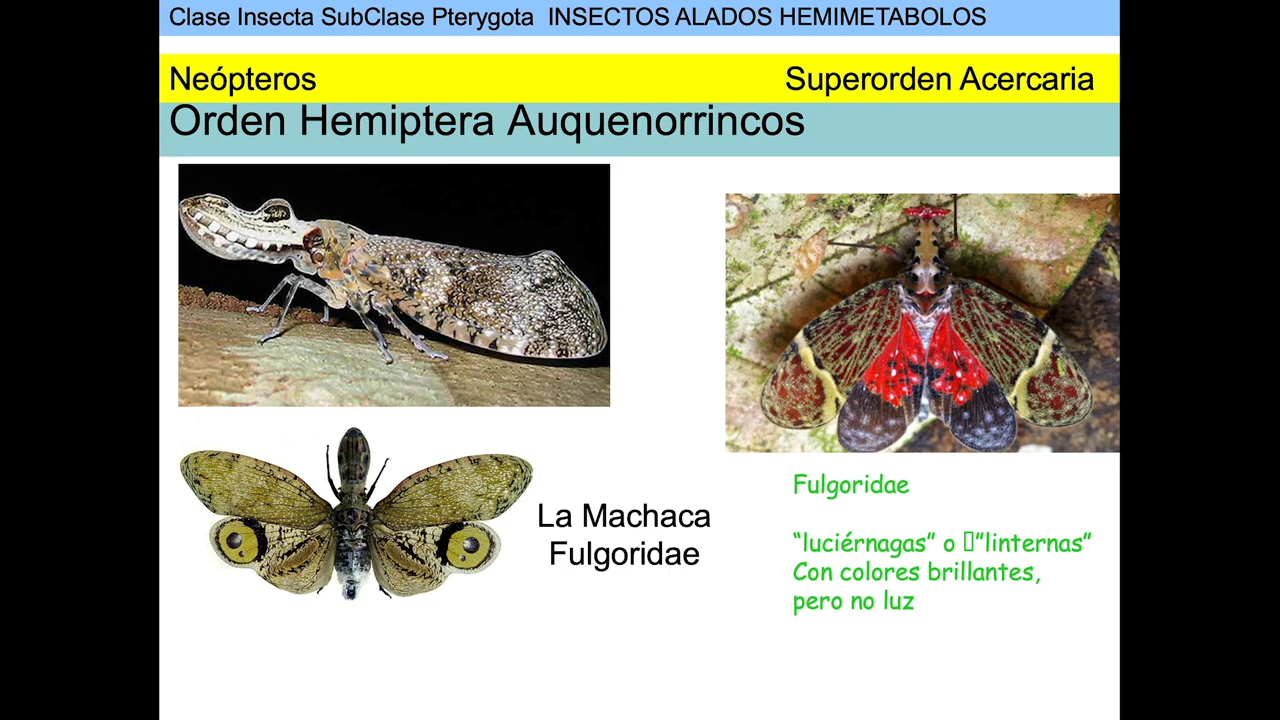 Clase Insecta SubClase Pterygota INSECTOS ALADOS HEMIMETABOLOS
Neópteros Superorden Acercaria
Orden Hemiptera Auquenorrincos
La Machaca
Fulgoridae
Fulgoridae
“luciérnagas” o ”linternas”
Con colores brillantes,
pero no luz